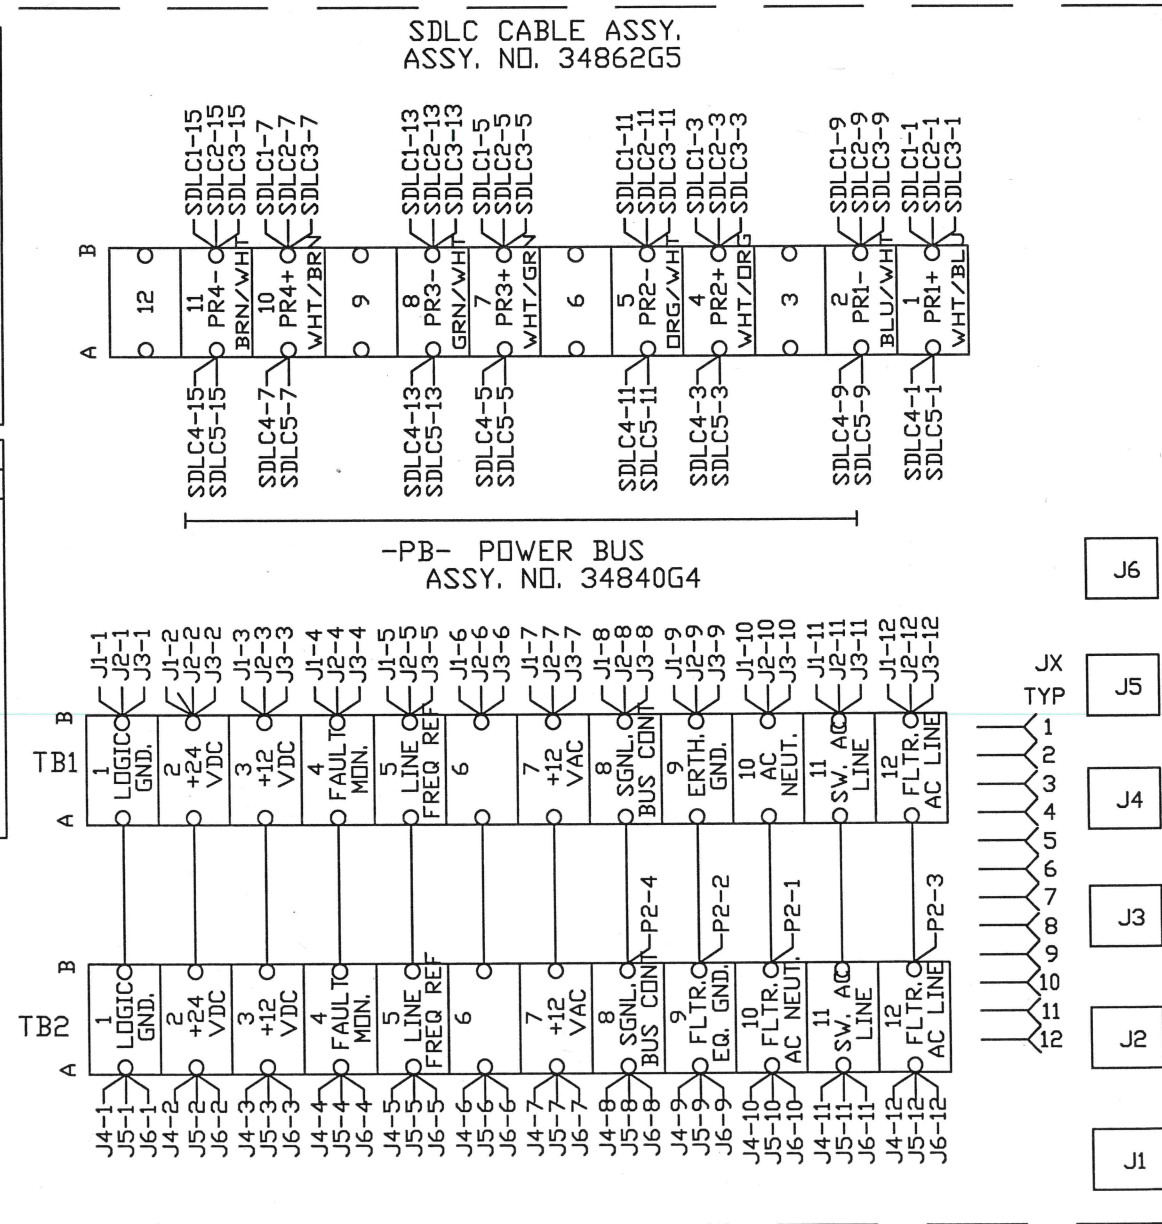 SDLC CABLE ASSY.
ASSY. NO. 34862G5
SDLC1-15
SDLC2-15
SDLC3-15
SDLC1-7
SDLC2-7
SDLC3-7
SDLC1-13
SDLC2-13
SDLC3-13
SDLC1-5
SDLC2-5
SDLC3-5
SDLC1-11
SDLC2-11
SDLC3-11
SDLC1-3
SDLC2-3
SDLC3-3
SDLC1-9
SDLC2-9
SDLC3-9
SDLC1-1
SDLC2-1
SDLC3-1
B
A
12
11
PR4-
BRN/WHT
10
PR4+
WHT/BRN
9
8
PR3-
GRN/WHT
7
PR3+
WHT/GRN
6
5
PR2-
ORG/WHT
4
PR2+
WHT/ORG
3
2
PR1-
BLU/WHT
1
PR1+
WHT/BLU
SDLC4-15
SDLC5-15
SDLC4-7
SDLC5-7
SDLC4-13
SDLC5-13
SDLC4-5
SDLC5-5
SDLC4-11
SDLC5-11
SDLC4-3
SDLC5-3
SDLC4-9
SDLC5-9
SDLC4-1
SDLC5-1
-PB- POWER BUS
ASSY. NO. 34840G4
J1-1
J2-1
J3-1
J1-2
J2-2
J3-2
J1-3
J2-3
J3-3
J1-4
J2-4
J3-4
J1-5
J2-5
J3-5
J1-6
J2-6
J3-6
J1-7
J2-7
J3-7
J1-8
J2-8
J3-8
J1-9
J2-9
J3-9
J1-10
J2-10
J3-10
J1-11
J2-11
J3-11
J1-12
J2-12
J3-12
TB1
B
A
1
LOGIC
GND.
2
+24
VDC
3
+12
VDC
4
FAULT
MON.
5
LINE
FREQ REF
6
7
+12
VAC
8
SGNL.
BUS CONT
9
ERTH.
GND.
10
AC
NEUT.
11
SW. AC
LINE
12
FLTR.
AC LINE
P2-4
P2-2
P2-1
P2-3
TB2
B
A
1
LOGIC
GND.
2
+24
VDC
3
+12
VDC
4
FAULT
MON.
5
LINE
FREQ REF
6
7
+12
VAC
8
SGNL.
BUS CONT
9
FLTR.
EQ. GND.
10
FLTR.
AC NEUT.
11
SW. AC
LINE
12
FLTR.
AC LINE
J4-1
J5-1
J6-1
J4-2
J5-2
J6-2
J4-3
J5-3
J6-3
J4-4
J5-4
J6-4
J4-5
J5-5
J6-5
J4-6
J5-6
J6-6
J4-7
J5-7
J6-7
J4-8
J5-8
J6-8
J4-9
J5-9
J6-9
J4-10
J5-10
J6-10
J4-11
J5-11
J6-11
J4-12
J5-12
J6-12
JX
TYP
1
2
3
4
5
6
7
8
9
10
11
12
J6
J5
J4
J3
J2
J1